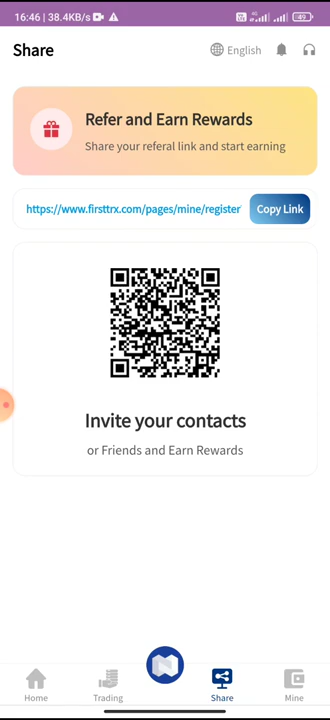 16:46 | 38.4KB/s
4G
49
Share
English
Refer and Earn Rewards
Share your referal link and start earning
https://www.firsttrx.com/pages/mine/register
Copy Link
Invite your contacts
or Friends and Earn Rewards
Home
Trading
Share
Mine